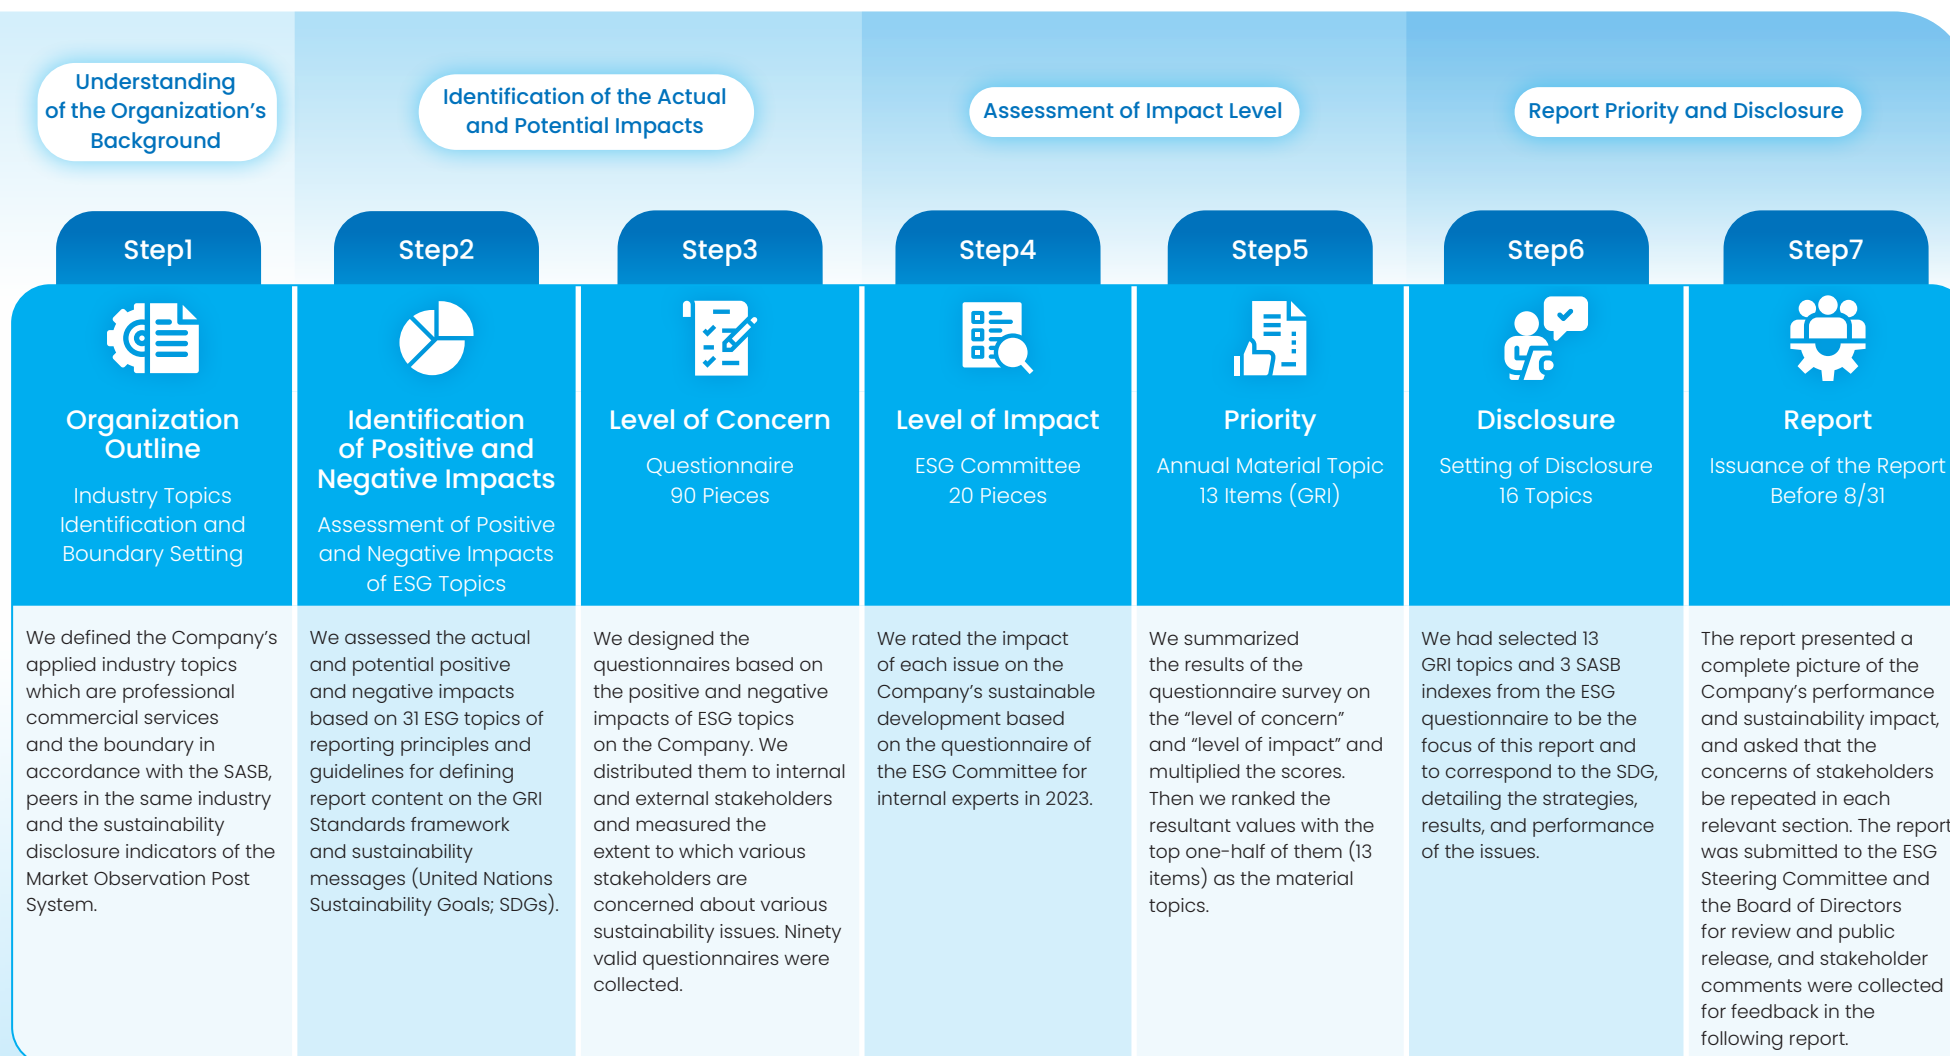 Understanding
of the Organization's
Background
Identification of the Actual
and Potential Impacts
Assessment of Impact Level
Report Priority and Disclosure
Step1
Step2
Step3
Step4
Step5
Step6
Step7
Organization
Outline
Industry Topics
Identification and
Boundary Setting
Identification
of Positive and
Negative Impacts
Assessment of Positive
and Negative Impacts
of ESG Topics
Level of Concern
Questionnaire
90 Pieces
Level of Impact
ESG Committee
20 Pieces
Priority
Annual Material Topic
13 Items (GRI)
Disclosure
Setting of Disclosure
16 Topics
Report
Issuance of the Report
Before 8/31
We defined the Company's
applied industry topics
which are professional
commercial services
and the boundary in
accordance with the SASB,
peers in the same industry
and the sustainability
disclosure indicators of the
Market Observation Post
System.
We assessed the actual
and potential positive
and negative impacts
based on 31 ESG topics of
reporting principles and
guidelines for defining
report content on the GRI
Standards framework
and sustainability
messages (United Nations
Sustainability Goals; SDGs).
We designed the
questionnaires based on
the positive and negative
impacts of ESG topics
on the Company. We
distributed them to internal
and external stakeholders
and measured the
extent to which various
stakeholders are
concerned about various
sustainability issues. Ninety
valid questionnaires were
collected.
We rated the impact
of each issue on the
Company's sustainable
development based
on the questionnaire of
the ESG Committee for
internal experts in 2023.
We summarized
the results of the
questionnaire survey on
the “level of concern”
and “level of impact” and
multiplied the scores.
Then we ranked the
resultant values with the
top one-half of them (13
items) as the material
topics.
We had selected 13
GRI topics and 3 SASB
indexes from the ESG
questionnaire to be the
focus of this report and
to correspond to the SDG,
detailing the strategies,
results, and performance
of the issues.
The report presented a
complete picture of the
Company's performance
and sustainability impact,
and asked that the
concerns of stakeholders
be repeated in each
relevant section. The report
was submitted to the ESG
Steering Committee and
the Board of Directors
for review and public
release, and stakeholder
comments were collected
for feedback in the
following report.